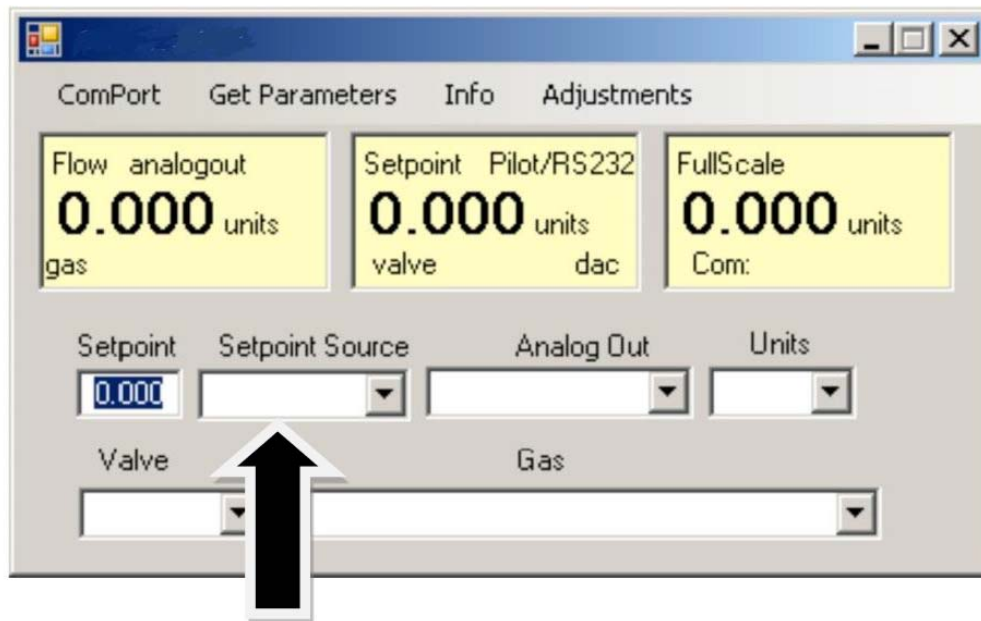 ComPort Get Parameters Info Adjustments
Flow analogout
0.000 units
gas
Setpoint Pilot/RS232
0.000 units
valve dac
FullScale
0.000 units
Com:
Setpoint Setpoint Source Analog Out Units
0.000
Valve Gas